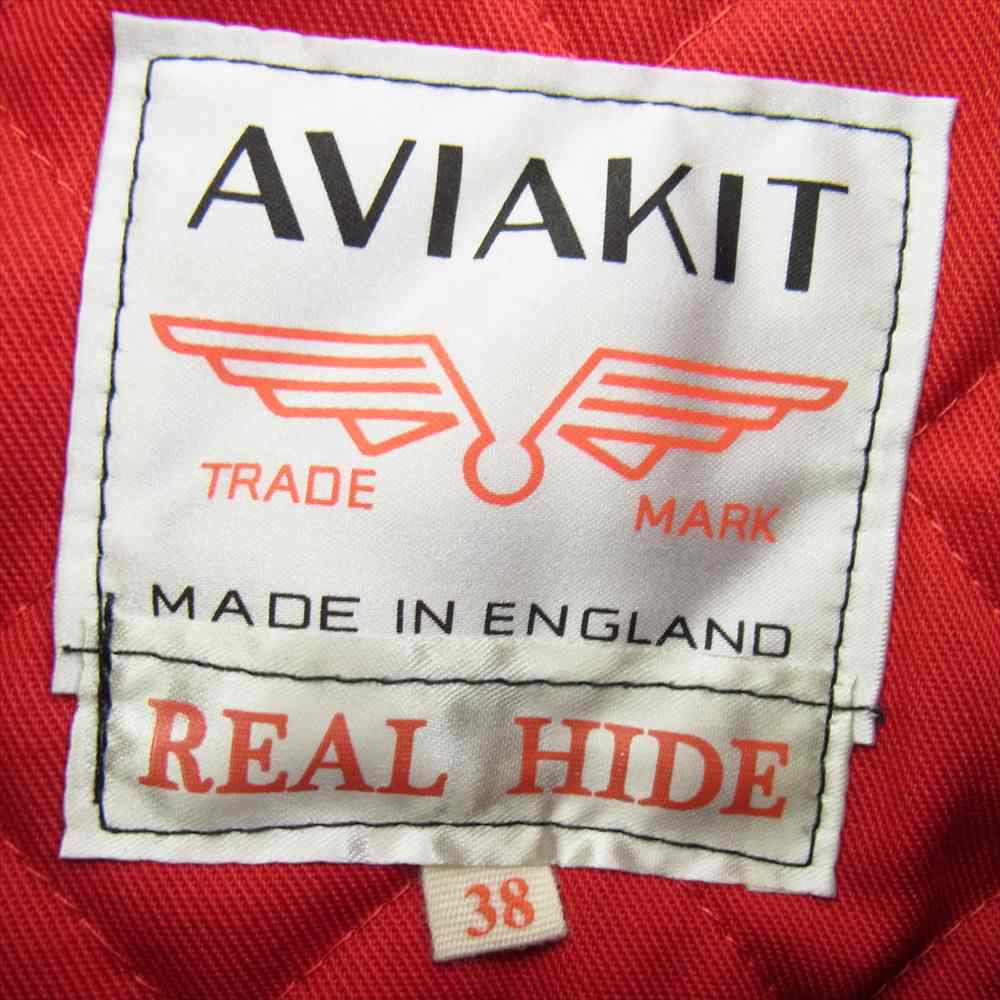 AVIAKIT
TRADE MARK
MADE IN ENGLAND
REAL HIDE
38